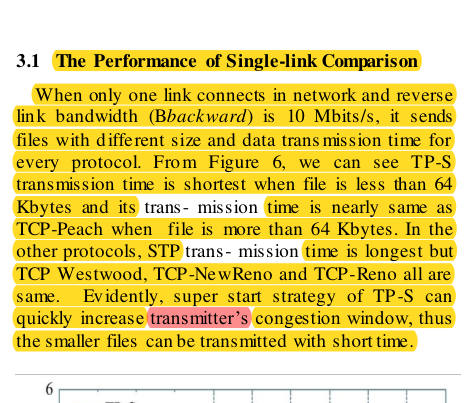 3.1 The Performance of Single-link Comparison
When only one link connects in network and reverse
link bandwidth (Bbackward) is 10 Mbits/s, it sends
files with different size and data transmission time for
every protocol. From Figure 6, we can see TP-S
transmission time is shortest when file is less than 64
Kbytes and its trans- mission time is nearly same as
TCP-Peach when file is more than 64 Kbytes. In the
other protocols, STP trans- mission time is longest but
TCP Westwood, TCP-NewReno and TCP-Reno all are
same. Evidently, super start strategy of TP-S can
quickly increase transmitter's congestion window, thus
the smaller files can be transmitted with short time.
6